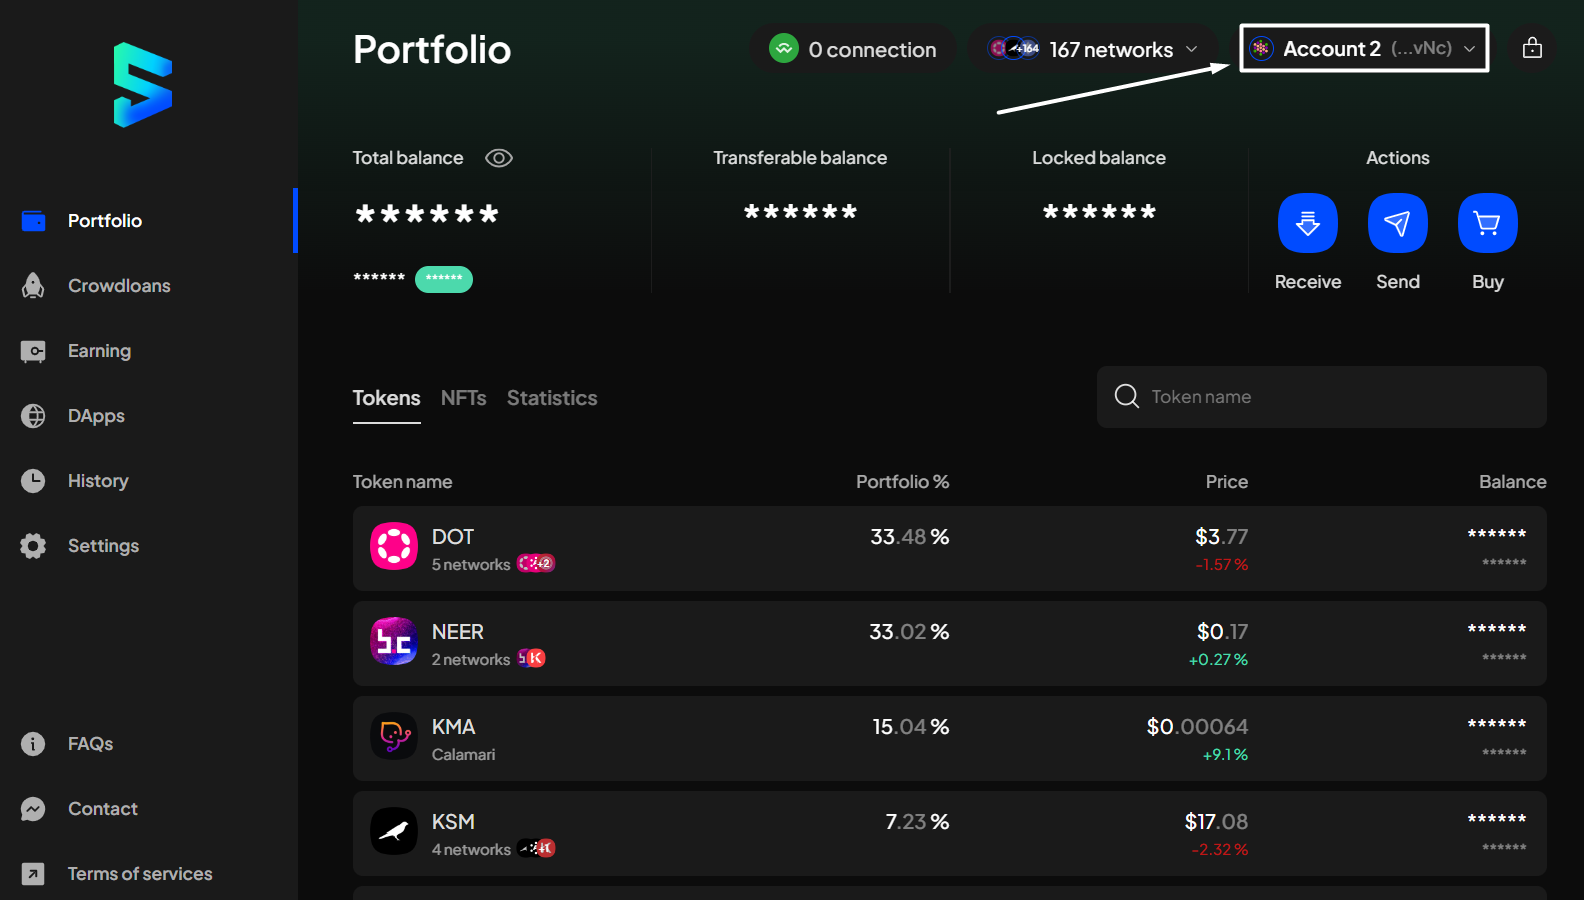 Portfolio
0 connection
+164
167 networks
Account 2 (...vNc)
Total balance
Transferable balance
Locked balance
Actions
******
******
******
****** ******
Receive
Send
Buy
Portfolio
Crowdloans
Earning
DApps
History
Settings
FAQs
Contact
Terms of services
Tokens
NFTs
Statistics
Token name
Token name
Portfolio %
Price
Balance
DOT
33.48 %
$3.77
******
5 networks
+2
-1.57 %
******
NEER
33.02 %
$0.17
******
2 networks
+0.27 %
******
KMA
15.04 %
$0.00064
******
Calamari
+9.1 %
******
KSM
7.23 %
$17.08
******
4 networks
-2.32 %
******